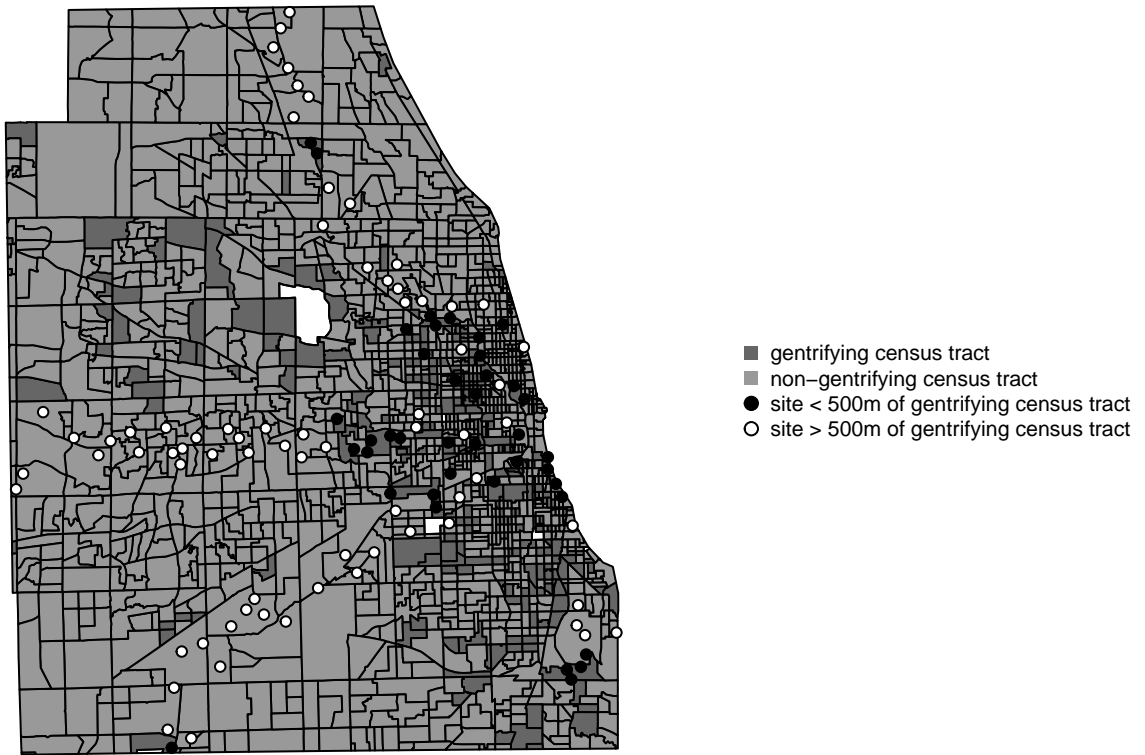 gentrifying census tract
non−gentrifying census tract
site < 500m of gentrifying census tract
site > 500m of gentrifying census tract